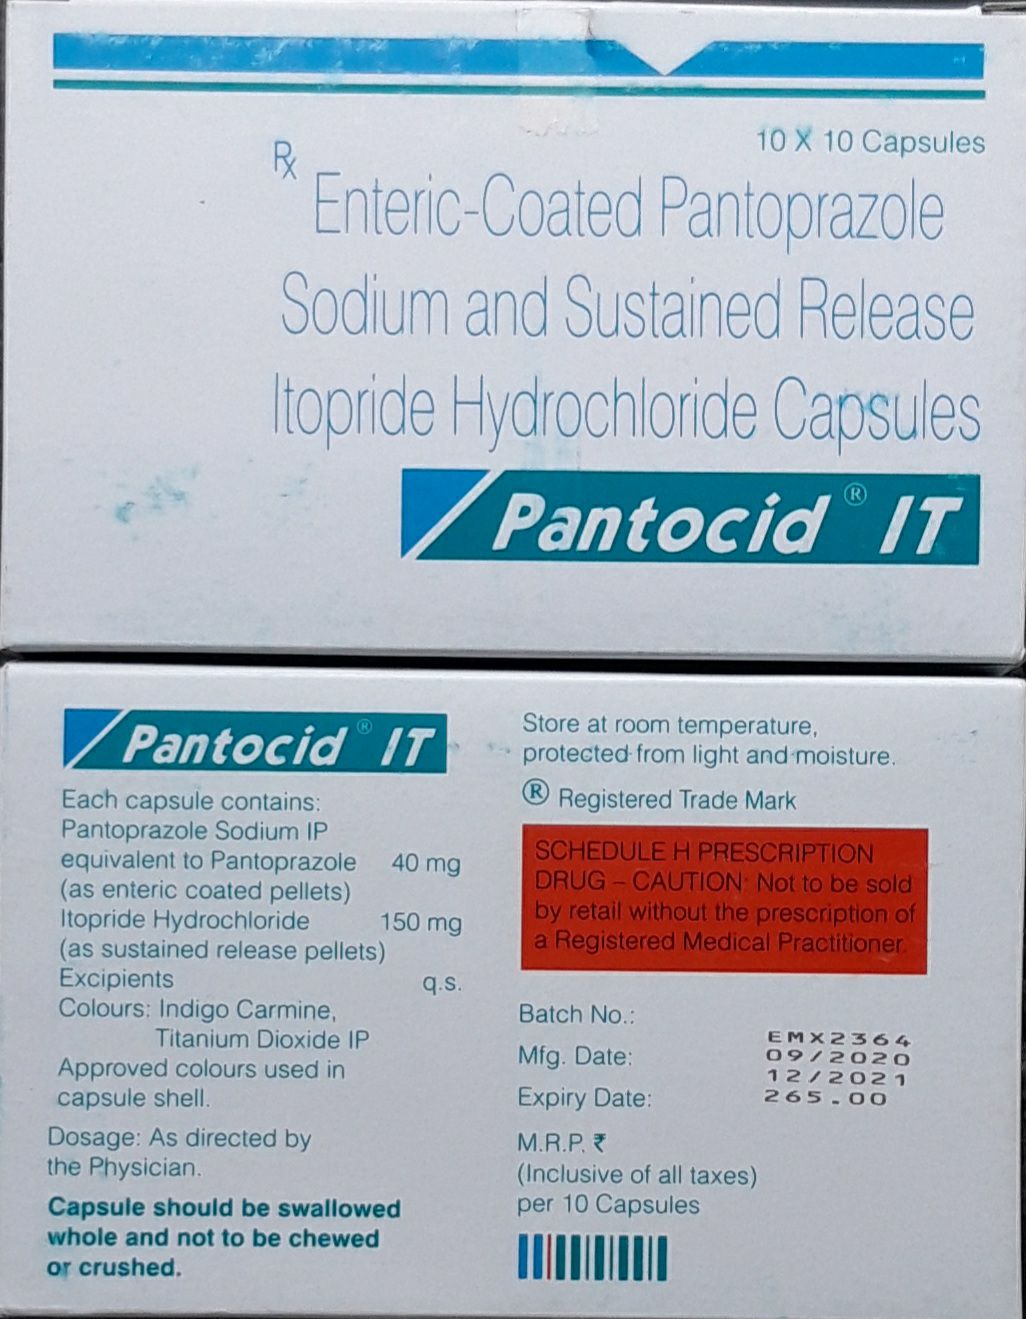 10 X 10 Capsules
Rx
Enteric-Coated Pantoprazole
Sodium and Sustained Release
Itopride Hydrochloride Capsules
Pantocid ® IT
Pantocid ® IT
Each capsule contains:
Pantoprazole Sodium IP
equivalent to Pantoprazole 40 mg
(as enteric coated pellets)
Itopride Hydrochloride 150 mg
(as sustained release pellets)
Excipients q.s.
Colours: Indigo Carmine,
Titanium Dioxide IP
Approved colours used in
capsule shell.
Dosage: As directed by
the Physician.
Capsule should be swallowed
whole and not to be chewed
or crushed.
Store at room temperature,
protected from light and moisture.
® Registered Trade Mark
SCHEDULE H PRESCRIPTION
DRUG – CAUTION: Not to be sold
by retail without the prescription of
a Registered Medical Practitioner.
Batch No.:
EMX2364
Mfg. Date:
09/2020
12/2021
Expiry Date:
265.00
M.R.P. ₹
(Inclusive of all taxes)
per 10 Capsules